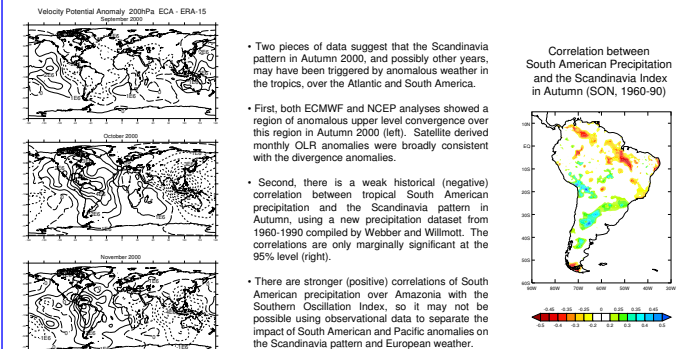 Velocity Potential Anomaly 200hPa ECA - ERA-15
September 2000
October 2000
November 2000
• Two pieces of data suggest that the Scandinavia
pattern in Autumn 2000, and possibly other years,
may have been triggered by anomalous weather in
the tropics, over the Atlantic and South America.
• First, both ECMWF and NCEP analyses showed a
region of anomalous upper level convergence over
this region in Autumn 2000 (left). Satellite derived
monthly OLR anomalies were broadly consistent
with the divergence anomalies.
• Second, there is a weak historical (negative)
correlation between tropical South American
precipitation and the Scandinavia pattern in
Autumn, using a new precipitation dataset from
1960-1990 compiled by Webber and Willmott. The
correlations are only marginally significant at the
95% level (right).
• There are stronger (positive) correlations of South
American precipitation over Amazonia with the
Southern Oscillation Index, so it may not be
possible using observational data to separate the
impact of South American and Pacific anomalies on
the Scandinavia pattern and European weather.
Correlation between
South American Precipitation
and the Scandinavia Index
in Autumn (SON, 1960-90)
10N
EQ
10S
20S
30S
40S
50S
60S
90W 80W 70W 60W 50W 40W 30W
-0.45 -0.35 -0.25 0 0.25 0.35 0.45
-0.5 -0.4 -0.3 -0.2 0.2 0.3 0.4 0.5